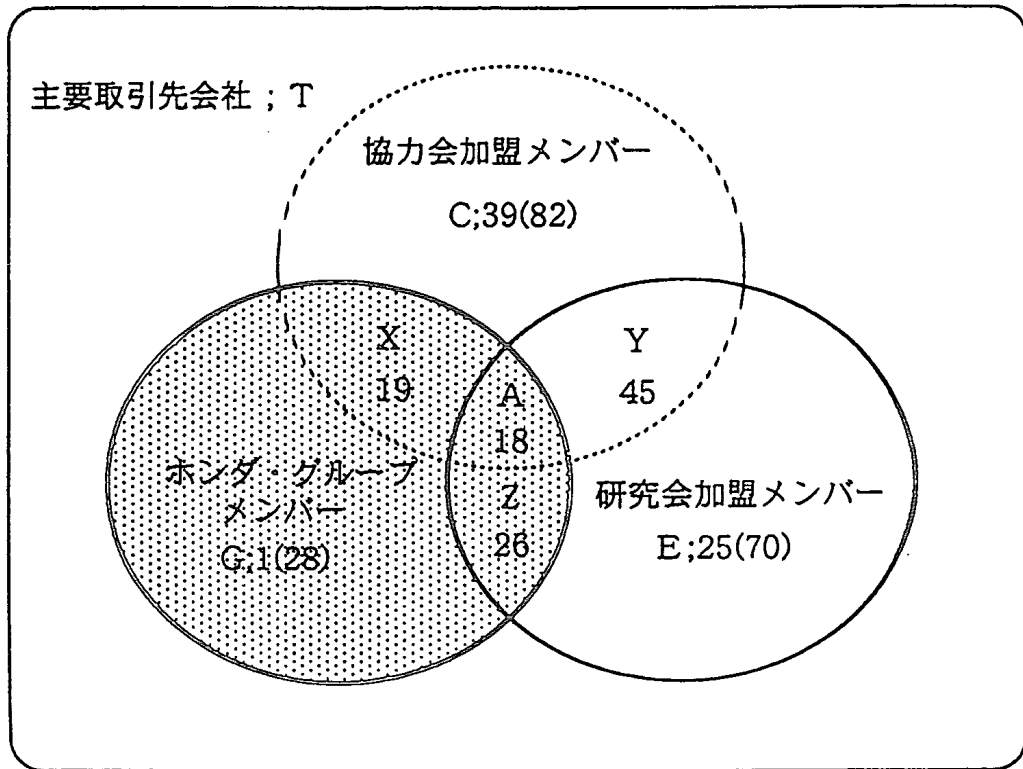 主要取引先会社 ; T
協力会加盟メンバー
C;39(82)
X
19
Y
45
A
18
ホンダ・グループ
メンバー
G;1(28)
Z
26
研究会加盟メンバー
E;25(70)